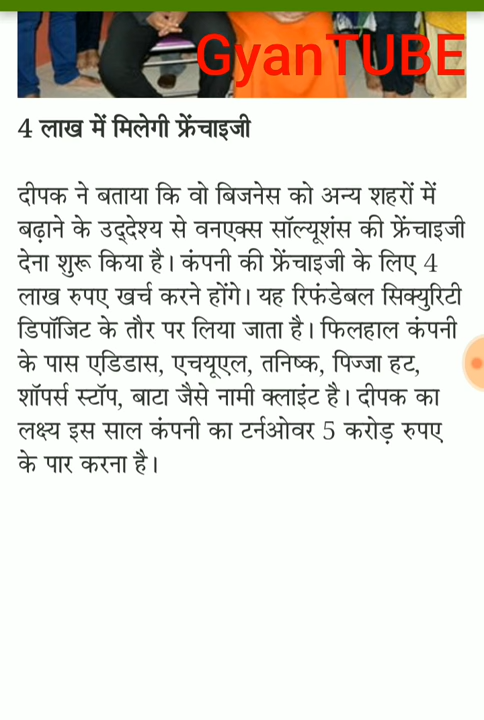 GyanTUBE
4 लाख में मिलेगी फ्रेंचाइजी
दीपक ने बताया कि वो बिजनेस को अन्य शहरों में
बढ़ाने के उद्देश्य से वनएक्स सॉल्यूशंस की फ्रेंचाइजी
देना शुरू किया है। कंपनी की फ्रेंचाइजी के लिए 4
लाख रुपए खर्च करने होंगे। यह रिफंडेबल सिक्युरिटी
डिपॉजिट के तौर पर लिया जाता है। फिलहाल कंपनी
के पास एडिडास, एचयूएल, तनिष्क, पिज्जा हट,
शॉपर्स स्टॉप, बाटा जैसे नामी क्लाइंट है। दीपक का
लक्ष्य इस साल कंपनी का टर्नओवर 5 करोड़ रुपए
के पार करना है।